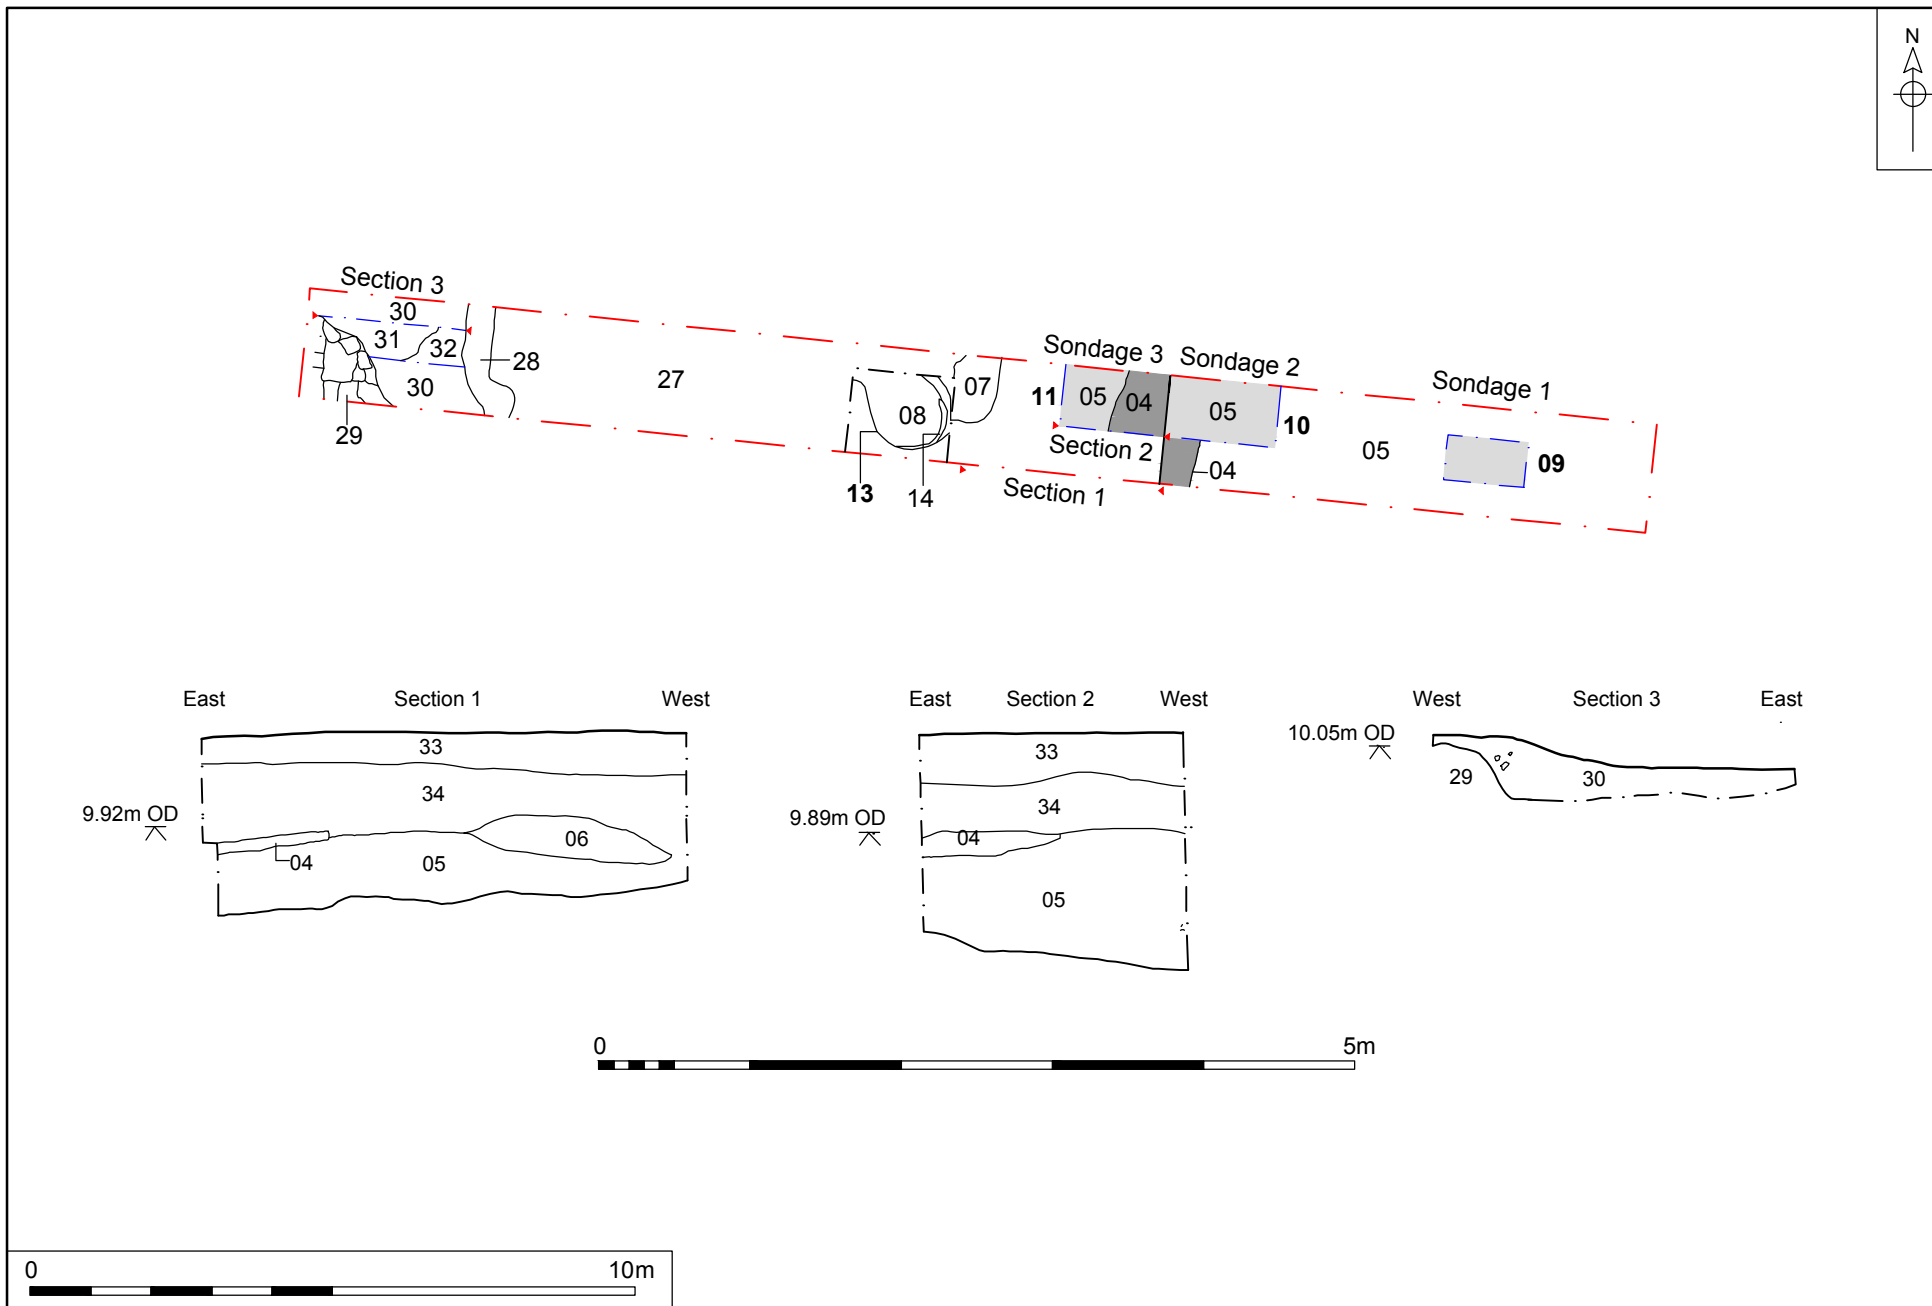 N
Section 3
30
31
32
28
30
29
27
07
08
13
14
Sondage 3
Sondage 2
Sondage 1
11
05
04
05
10
Section 2
04
05
09
Section 1
East
Section 1
West
33
34
9.92m OD
06
04
05
East
Section 2
West
33
34
9.89m OD
04
05
West
Section 3
East
10.05m OD
29
30
0
5m
0
10m